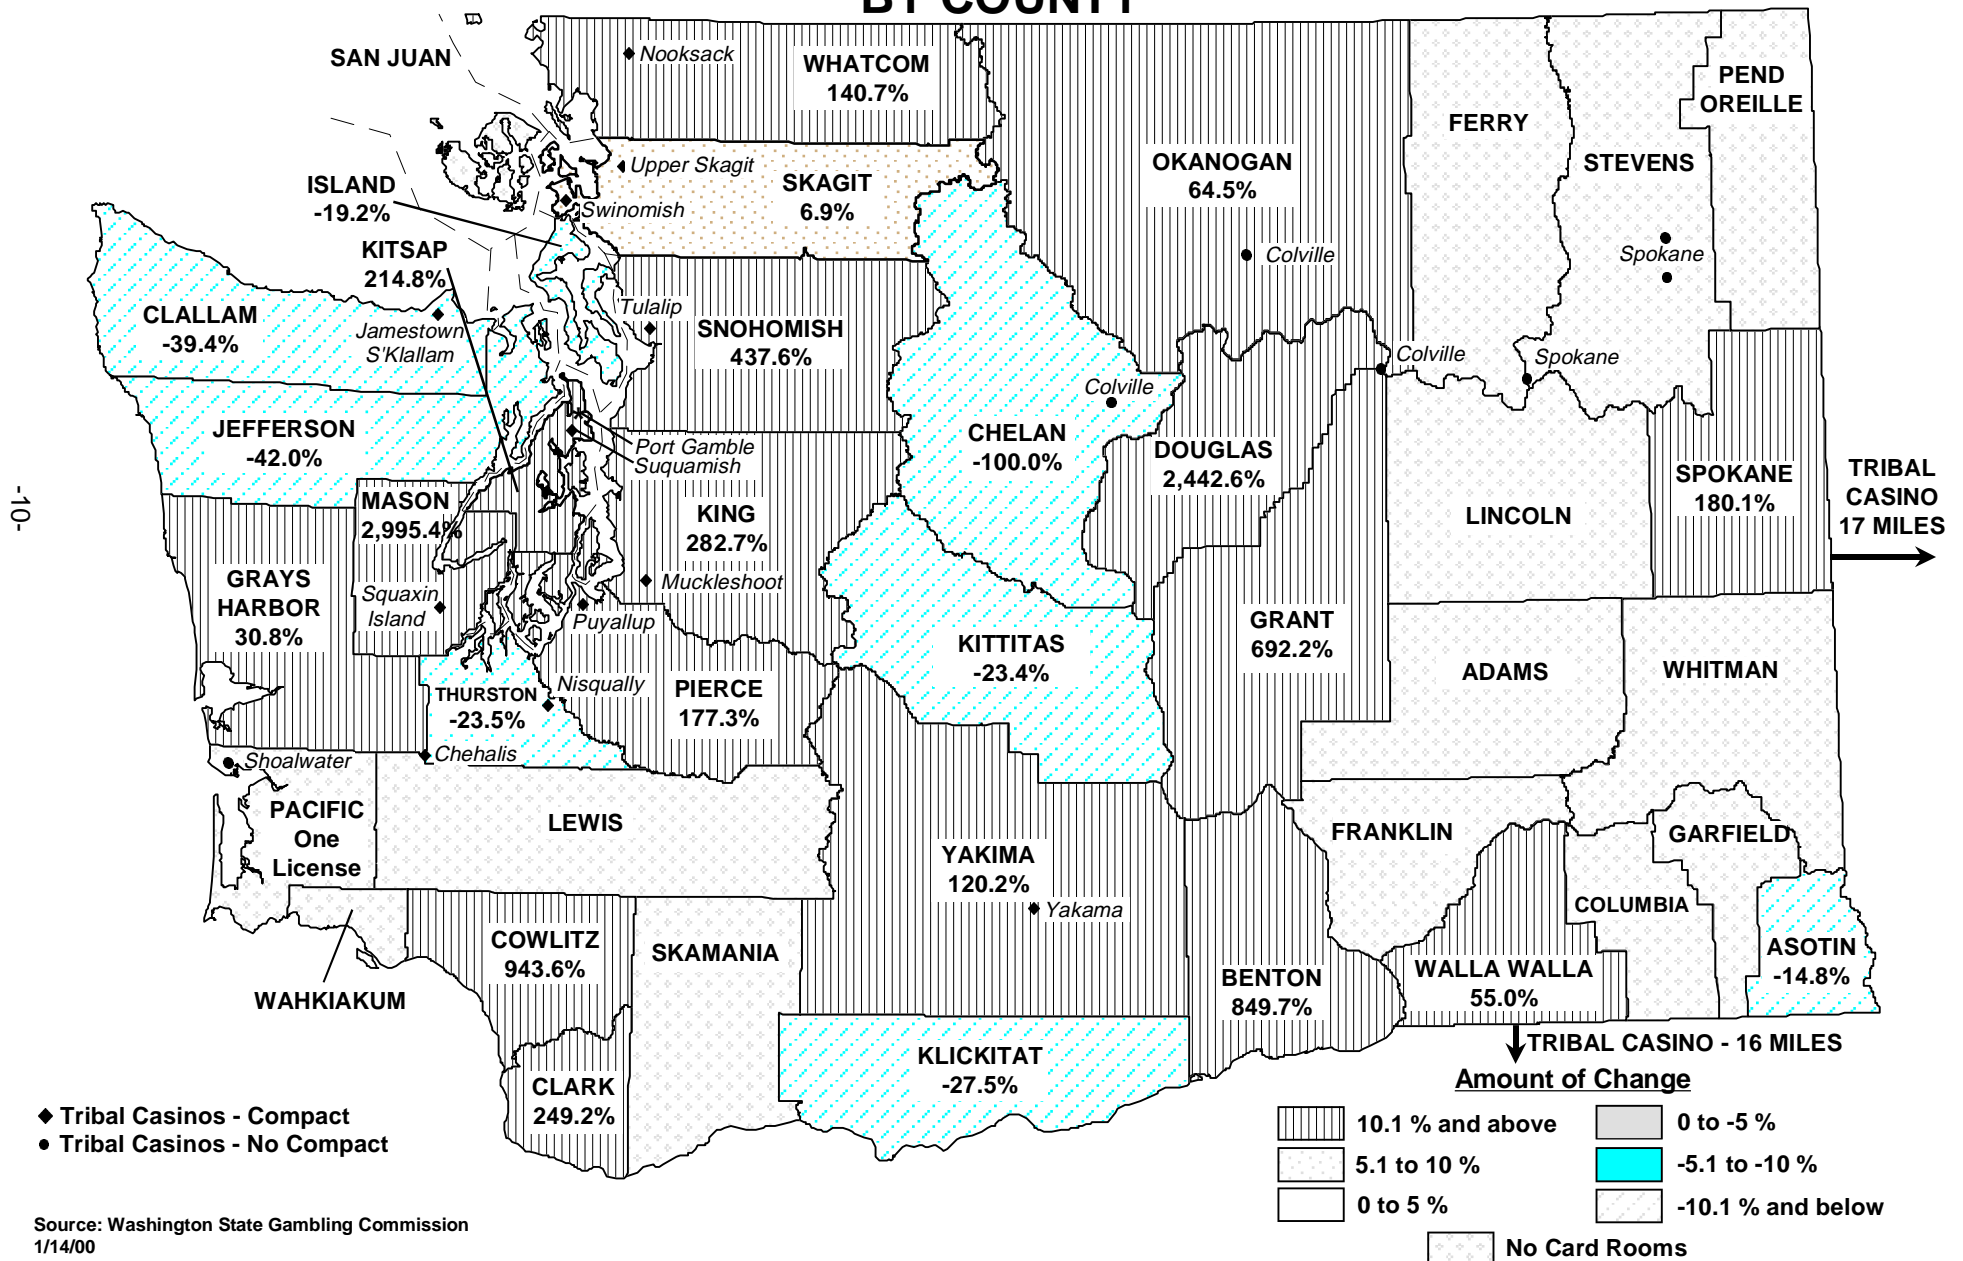 BY COUNTY
SAN JUAN
Nooksack
WHATCOM
140.7%
PEND
OREILLE
FERRY
STEVENS
OKANOGAN
64.5%
Upper Skagit
SKAGIT
6.9%
ISLAND
-19.2%
Swinomish
KITSAP
214.8%
Colville
Spokane
CLALLAM
-39.4%
Jamestown
S'Klallam
Tulalip
SNOHOMISH
437.6%
Colville
Spokane
Colville
JEFFERSON
-42.0%
Port Gamble
Suquamish
CHELAN
-100.0%
DOUGLAS
2,442.6%
SPOKANE
180.1%
TRIBAL
CASINO
17 MILES
-10-
MASON
2,995.4%
KING
282.7%
LINCOLN
GRAYS
HARBOR
30.8%
Squaxin
Island
Muckleshoot
Puyallup
KITTITAS
-23.4%
GRANT
692.2%
ADAMS
WHITMAN
THURSTON
-23.5%
Nisqually
PIERCE
177.3%
Shoalwater
Chehalis
PACIFIC
One
License
LEWIS
YAKIMA
120.2%
Yakama
FRANKLIN
GARFIELD
COLUMBIA
COWLITZ
943.6%
SKAMANIA
WAHKIAKUM
BENTON
849.7%
WALLA WALLA
55.0%
ASOTIN
-14.8%
TRIBAL CASINO - 16 MILES
KLICKITAT
-27.5%
CLARK
249.2%
Tribal Casinos - Compact
Tribal Casinos - No Compact
Amount of Change
10.1 % and above
0 to -5 %
5.1 to 10 %
-5.1 to -10 %
0 to 5 %
-10.1 % and below
No Card Rooms
Source: Washington State Gambling Commission
1/14/00